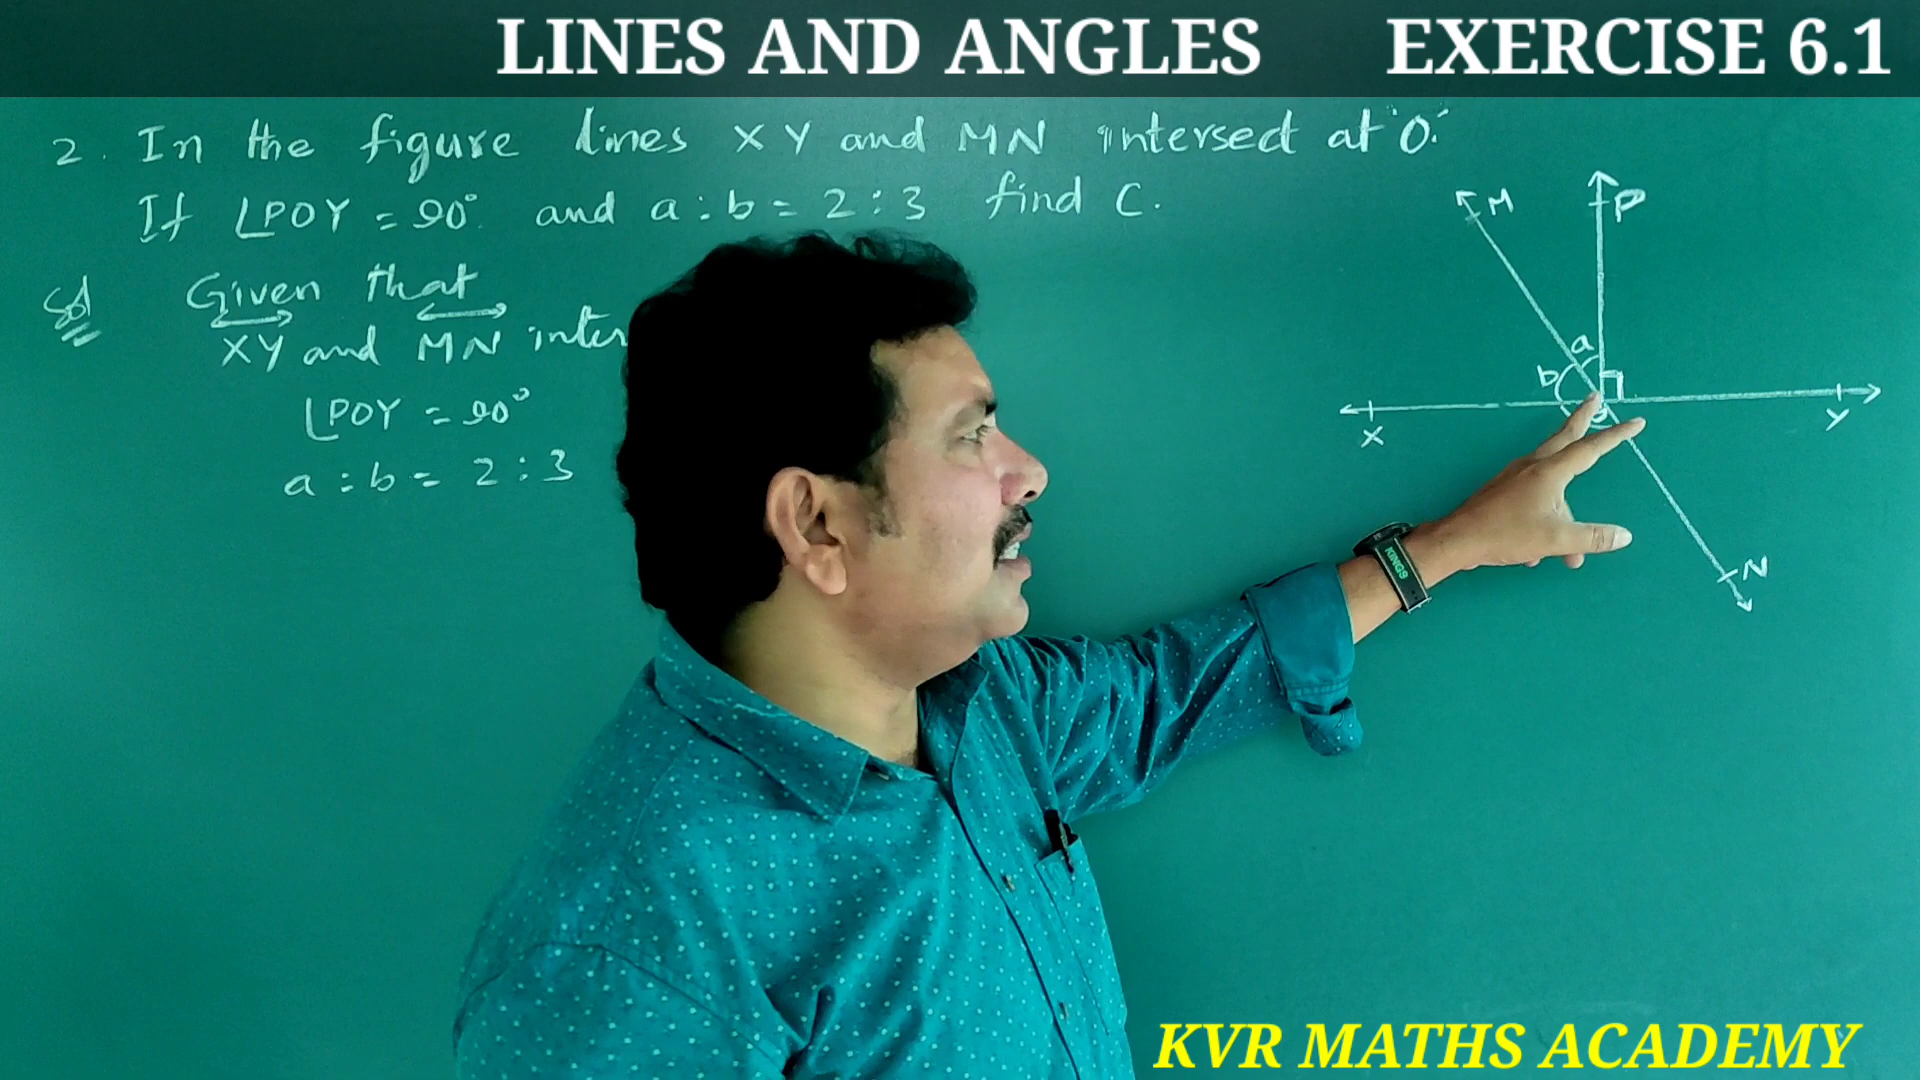 LINES AND ANGLES EXERCISE 6.1
2. In the figure lines XY and MN intersed at 'O'.
If ∠POY = 90° and a : b = 2 : 3 find C.
Sol Given that
XY and MN inter
∠POY = 90°
a : b = 2 : 3
M P
a
b
X Y
N
KINGS
KVR MATHS ACADEMY